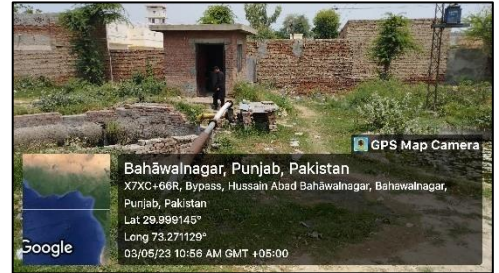 GPS Map Camera
Bahāwalnagar, Punjab, Pakistan
X7XC+66R, Bypass, Hussain Abad Bahāwalnagar, Bahawalnagar,
Punjab, Pakistan
Lat 29.999145°
Long 73.271129°
03/05/23 10:56 AM GMT +05:00
Google